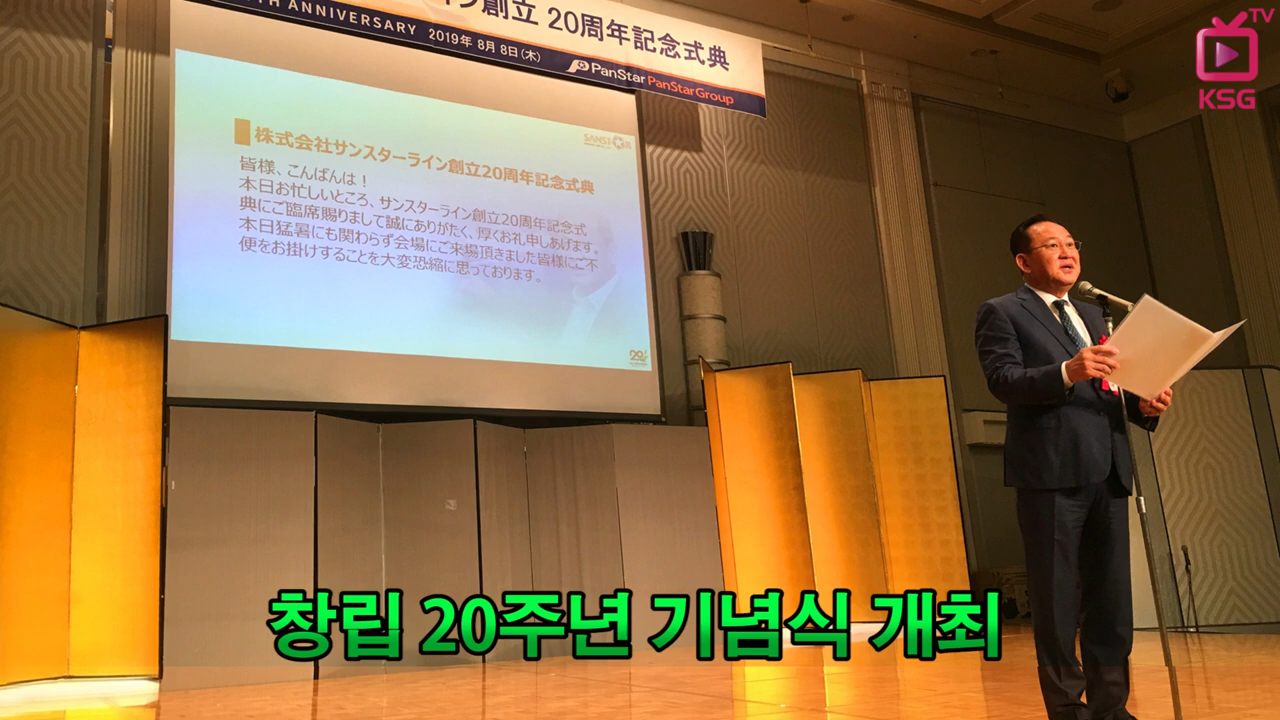 イン創立 20周年記念式典
TH ANNIVERSARY 2019年 8月 8日(木)
PanStar PanStarGroup
TV
KSG
株式会社サンスターライン創立20周年記念式典
皆様、こんばんは！
本日お忙しいところ、サンスターライン創立20周年記念式
典にご臨席賜りまして誠にありがたく、厚くお礼申しあげます。
本日猛暑にも関わらず会場にご来場頂きました皆様にご不
便をお掛けすることを大変恐縮に思っております。
20
창립 20주년 기념식 개최